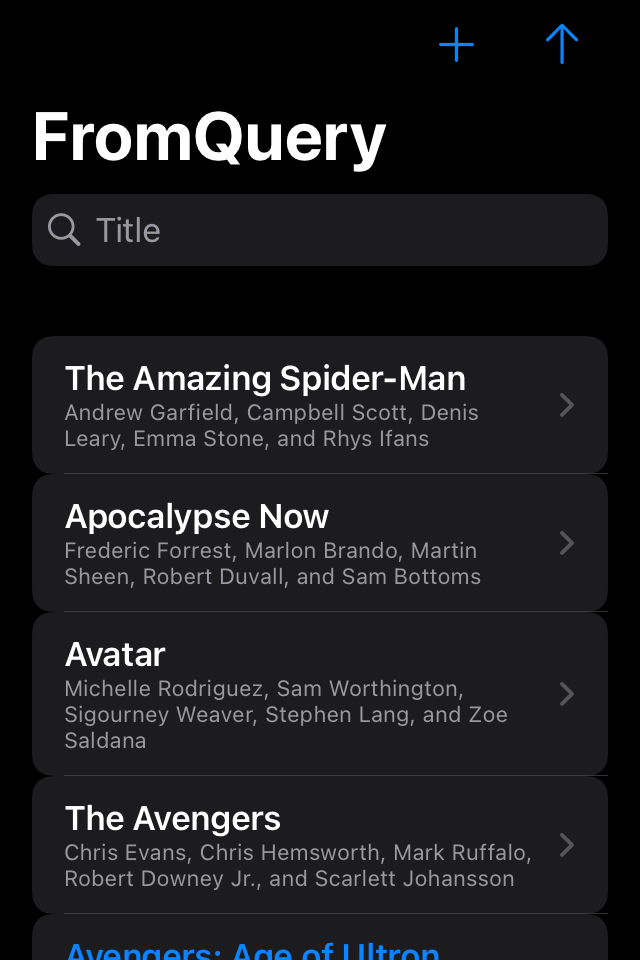 FromQuery
Title
The Amazing Spider-Man
Andrew Garfield, Campbell Scott, Denis
Leary, Emma Stone, and Rhys Ifans
Apocalypse Now
Frederic Forrest, Marlon Brando, Martin
Sheen, Robert Duvall, and Sam Bottoms
Avatar
Michelle Rodriguez, Sam Worthington,
Sigourney Weaver, Stephen Lang, and Zoe
Saldana
The Avengers
Chris Evans, Chris Hemsworth, Mark Ruffalo,
Robert Downey Jr., and Scarlett Johansson
Avengers: Age of Ultron